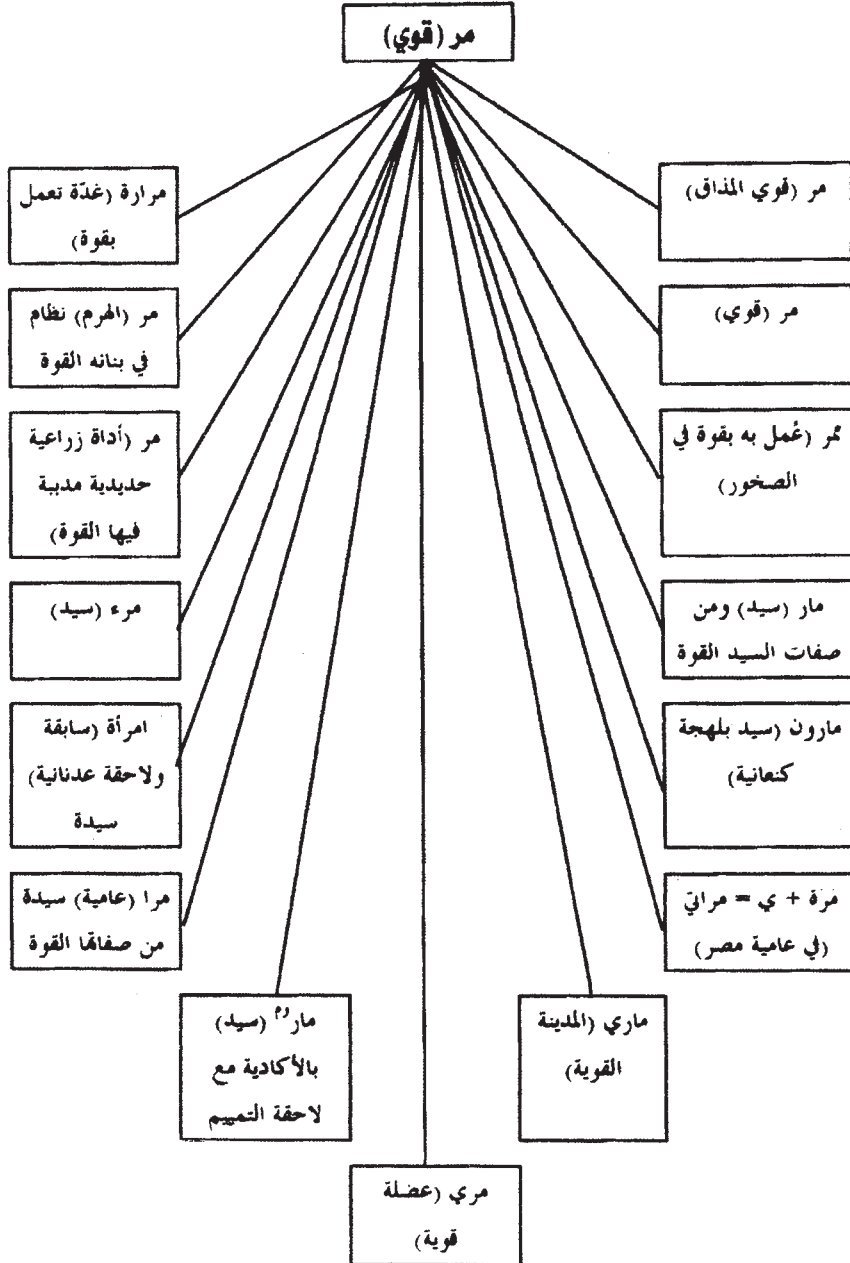 مر (قوي)
مر (قوي المذاق)
مر (قوي)
ممر (عُمل به بقوة في
الصخور)
مار (سيد) ومن
صفات السيد القوة
مارون (سيد بلهجة
كنعانية)
مرة + ي = مراتي
(في عامية مصر)
ماري (المدينة
القوية)
مرارة (غدّة تعمل
بقوة)
مر (الهرم) نظام
في بنائه القوة
مر (أداة زراعية
حديدية مدببة
فيها القوة)
مرء (سيد)
امرأة (سابقة
ولاحقة عدنانية)
سيدة
مرا (عامية) سيدة
من صفاتها القوة
مار (سيد)
بالأكادية مع
لاحقة التمييم
مري (عضلة
قوية)